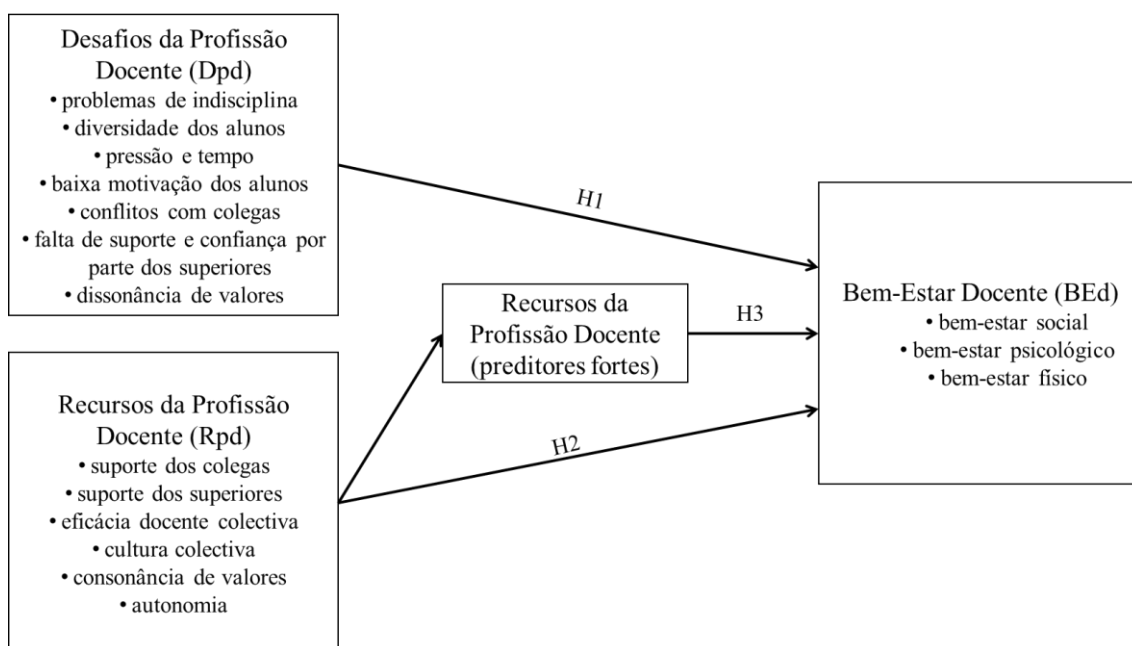 Desafios da Profissão
Docente (Dpd)
• problemas de indisciplina
• diversidade dos alunos
• pressão e tempo
• baixa motivação dos alunos
• conflitos com colegas
• falta de suporte e confiança por
parte dos superiores
• dissonância de valores
H1
Recursos da
Profissão Docente
(preditores fortes)
H3
Bem-Estar Docente (BEd)
• bem-estar social
• bem-estar psicológico
• bem-estar físico
Recursos da Profissão
Docente (Rpd)
• suporte dos colegas
• suporte dos superiores
• eficácia docente colectiva
• cultura colectiva
• consonância de valores
• autonomia
H2